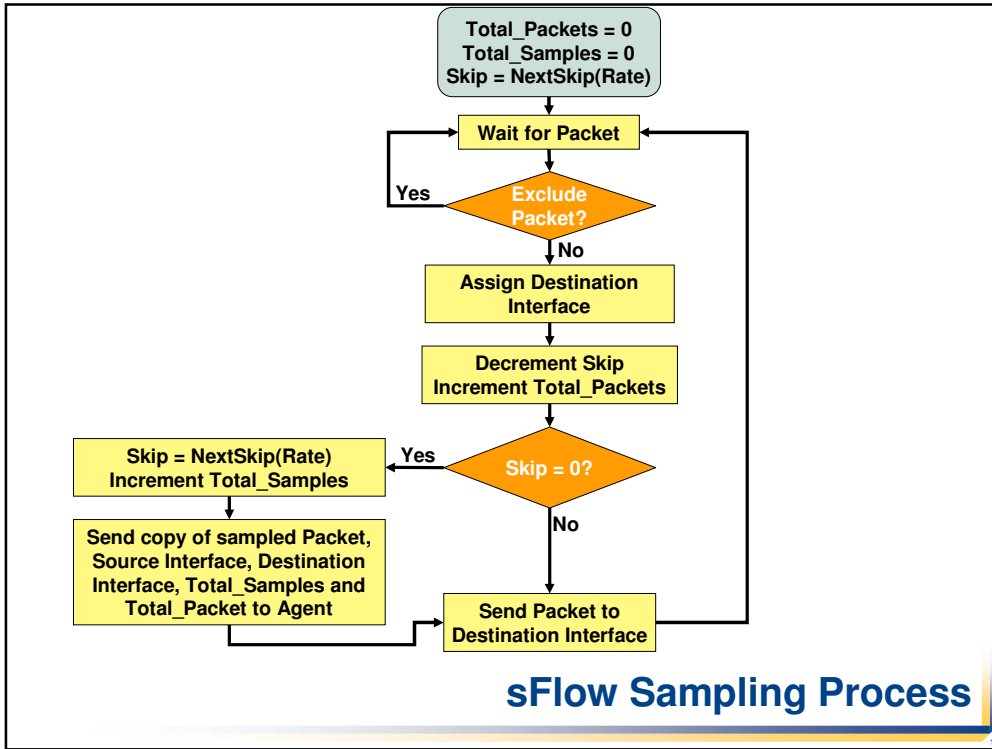 Total_Packets = 0
Total_Samples = 0
Skip = NextSkip(Rate)
Wait for Packet
Yes
Exclude
Packet?
No
Assign Destination
Interface
Decrement Skip
Increment Total_Packets
Skip = 0?
Yes
Skip = NextSkip(Rate)
Increment Total_Samples
Send copy of sampled Packet,
Source Interface, Destination
Interface, Total_Samples and
Total_Packet to Agent
No
Send Packet to
Destination Interface
sFlow Sampling Process